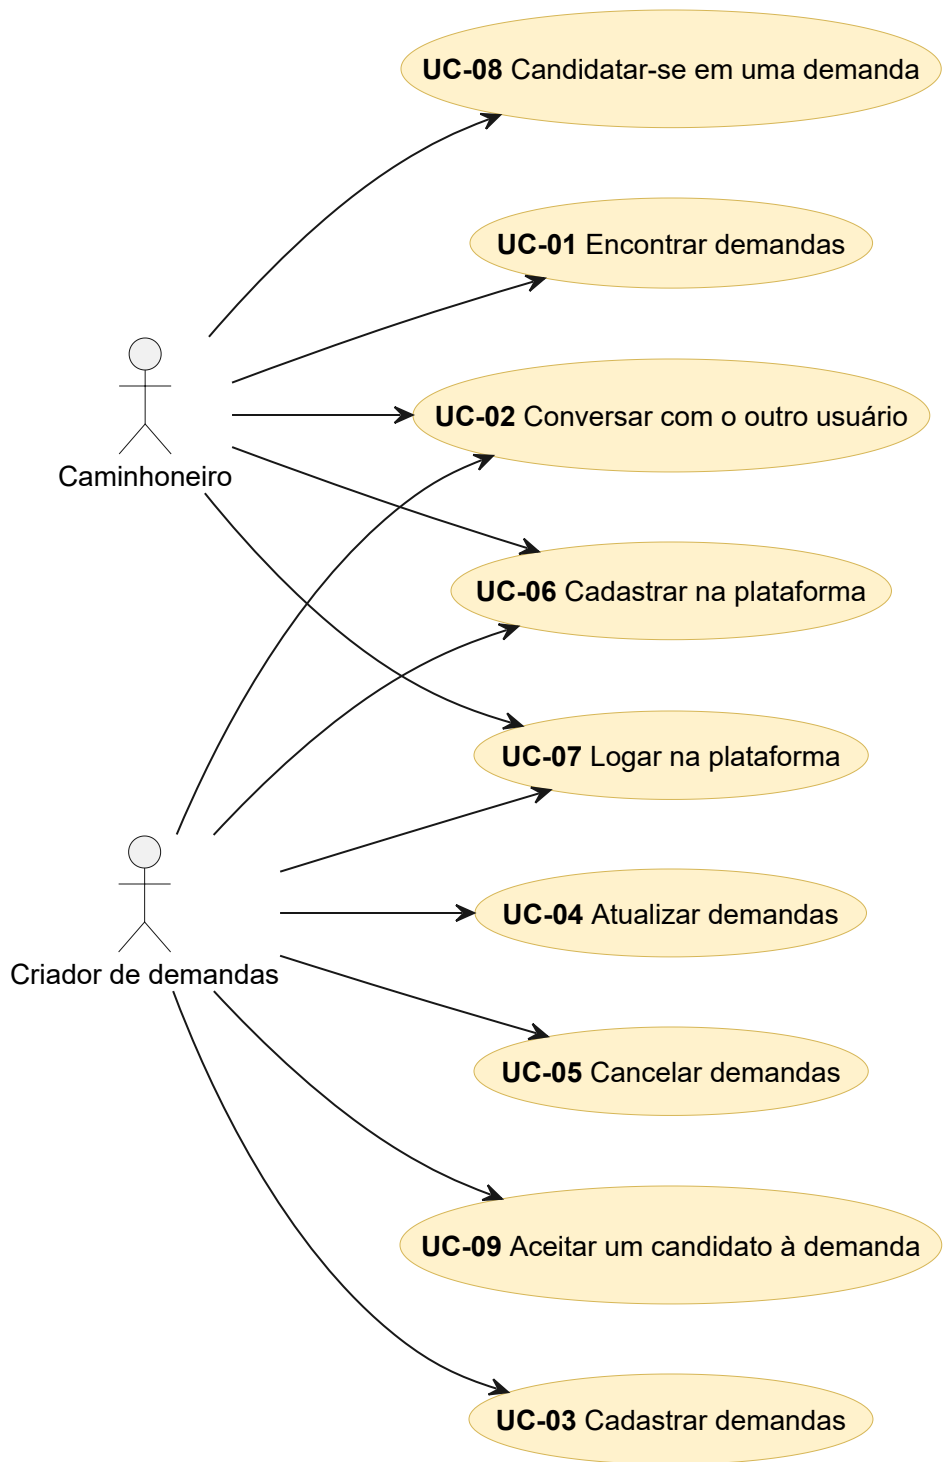 UC-08 Candidatar-se em uma demanda
UC-01 Encontrar demandas
UC-02 Conversar com o outro usuário
Caminhoneiro
UC-06 Cadastrar na plataforma
UC-07 Logar na plataforma
UC-04 Atualizar demandas
Criador de demandas
UC-05 Cancelar demandas
UC-09 Aceitar um candidato à demanda
UC-03 Cadastrar demandas